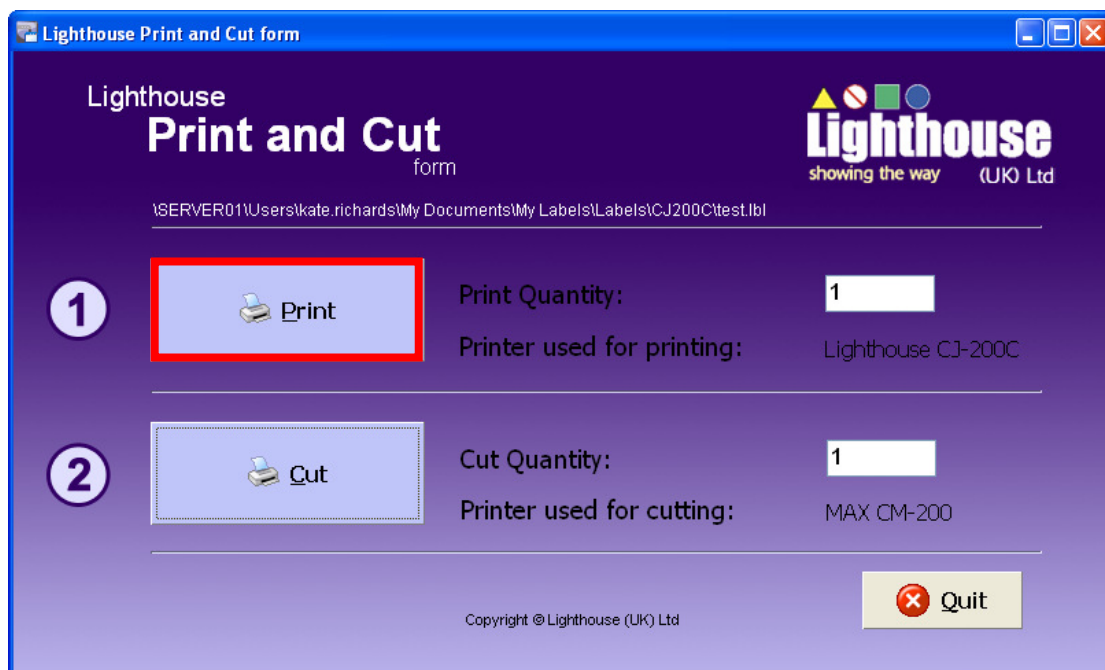 Lighthouse Print and Cut form
Lighthouse
Print and Cut
form
Lighthouse
showing the way (UK) Ltd
\SERVER01\Users\kate.richards\My Documents\My Labels\Labels\CJ200C\test.lbl
1
Print
Print Quantity: 1
Printer used for printing: Lighthouse CJ-200C
2
Cut
Cut Quantity: 1
Printer used for cutting: MAX CM-200
Quit
Copyright © Lighthouse (UK) Ltd